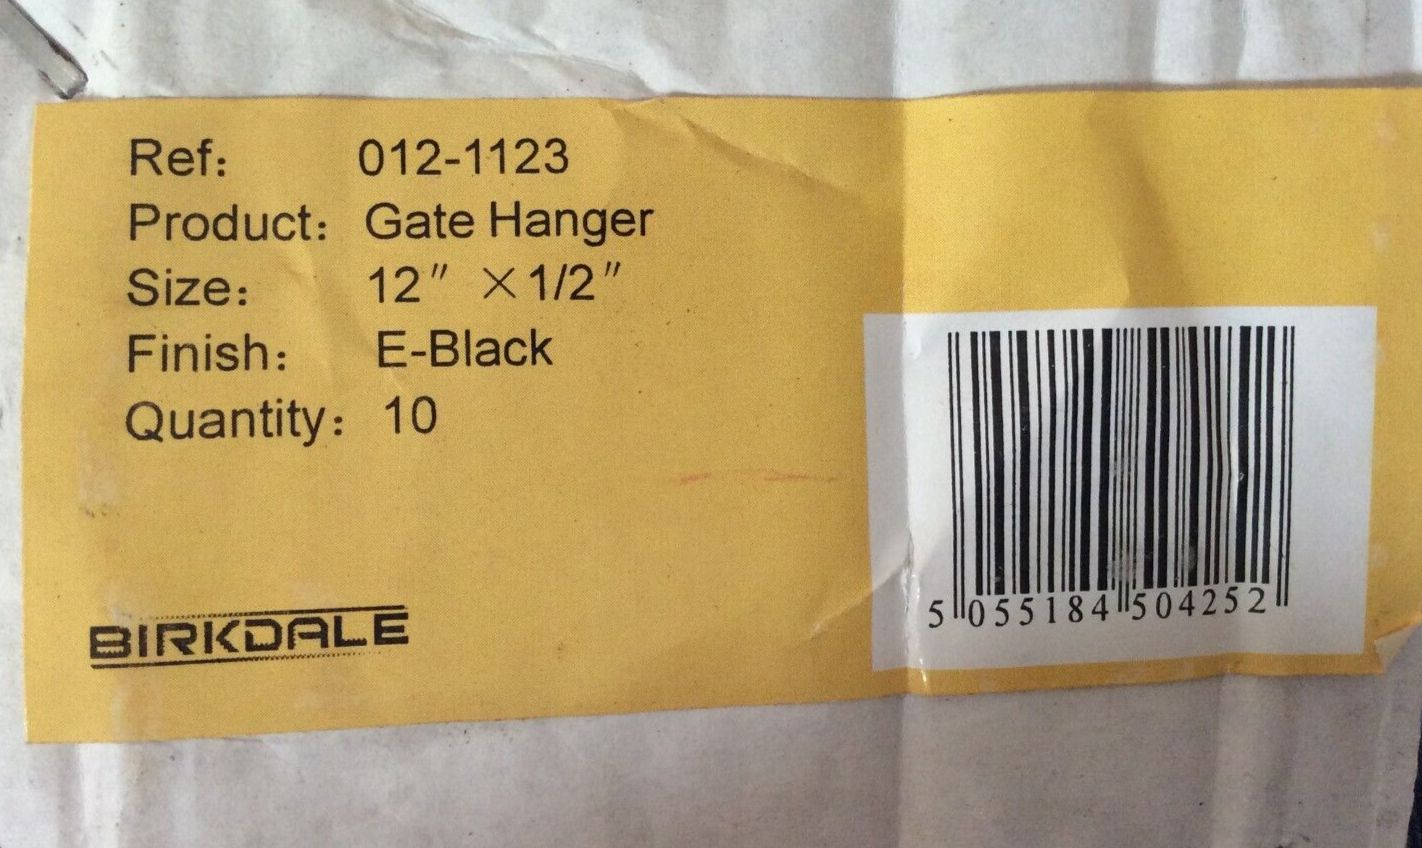 Ref: 012-1123
Product: Gate Hanger
Size: 12" ×1/2"
Finish: E-Black
Quantity: 10
BIRKDALE
5 055184 504252